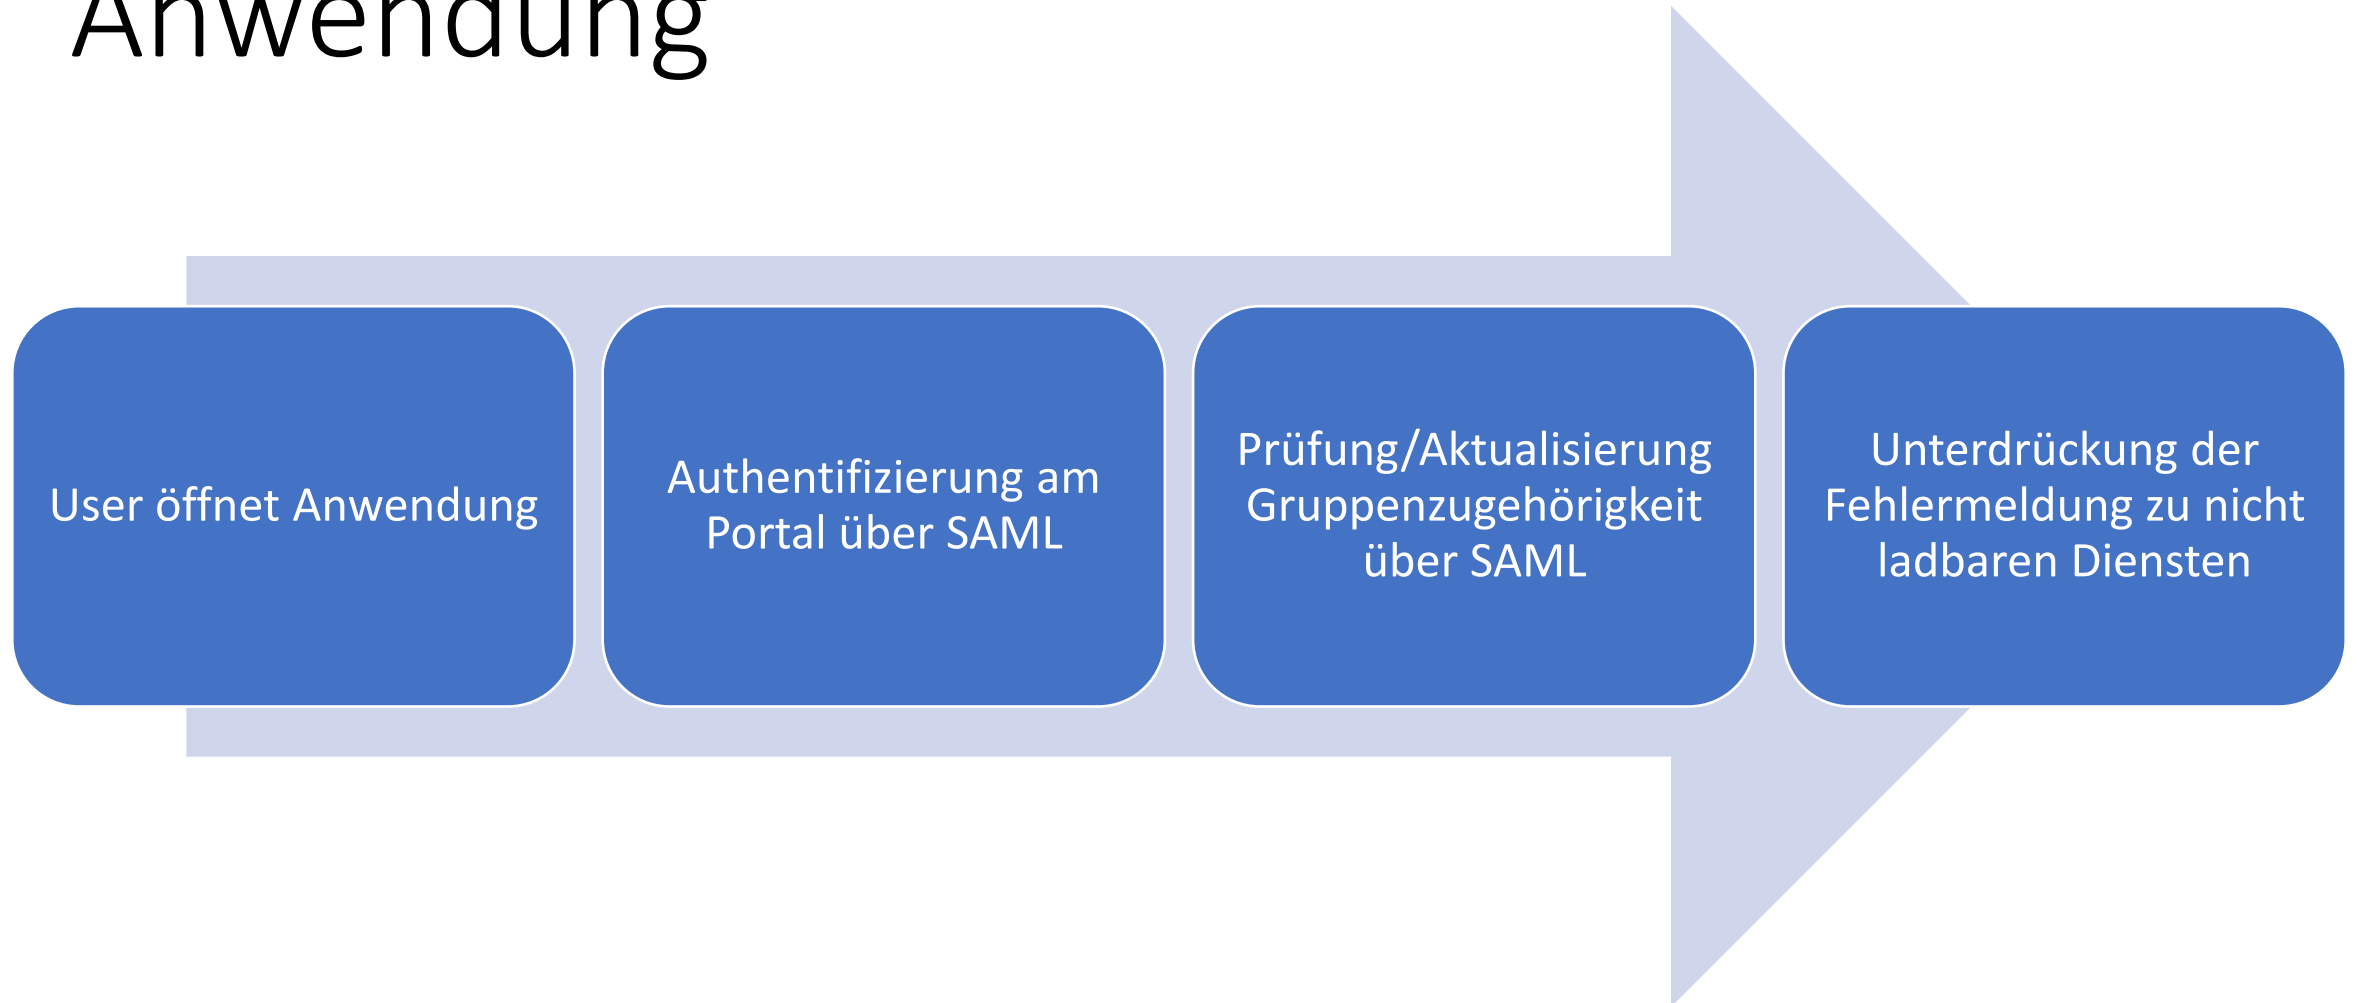 Anwendung
User öffnet Anwendung
Authentifizierung am
Portal über SAML
Prüfung/Aktualisierung
Gruppenzugehörigkeit
über SAML
Unterdrückung der
Fehlermeldung zu nicht
ladbaren Diensten